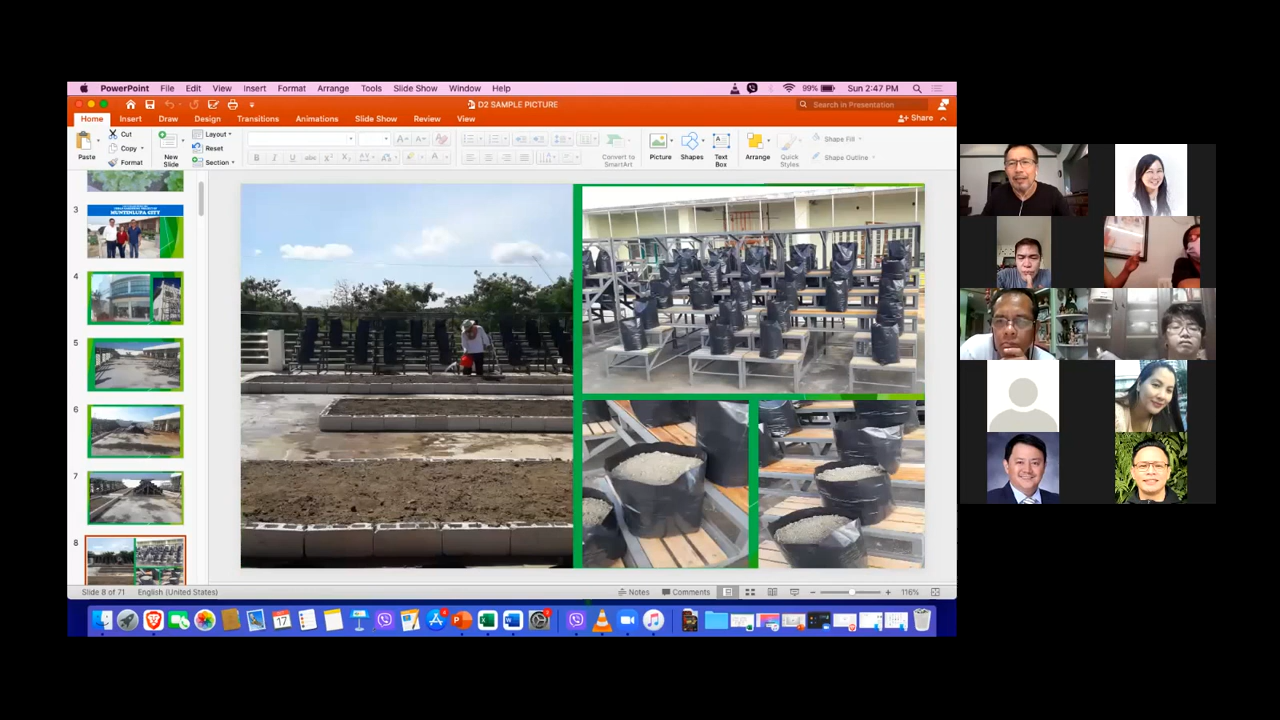 PowerPoint File Edit View Insert Format Arrange Tools Slide Show Window Help 99% Sun 2:47 PM
D2 SAMPLE PICTURE Search in Presentation
Home Insert Draw Design Transitions Animations Slide Show Review View Share
Paste Cut Copy Format New Slide Layout Reset Section
Convert to SmartArt Picture Shapes Text Box Arrange Quick Styles Shape Fill Shape Outline
3
MUNTINLUPA CITY
4
5
6
7
8
Slide 8 of 71 English (United States) Notes Comments 116%
17